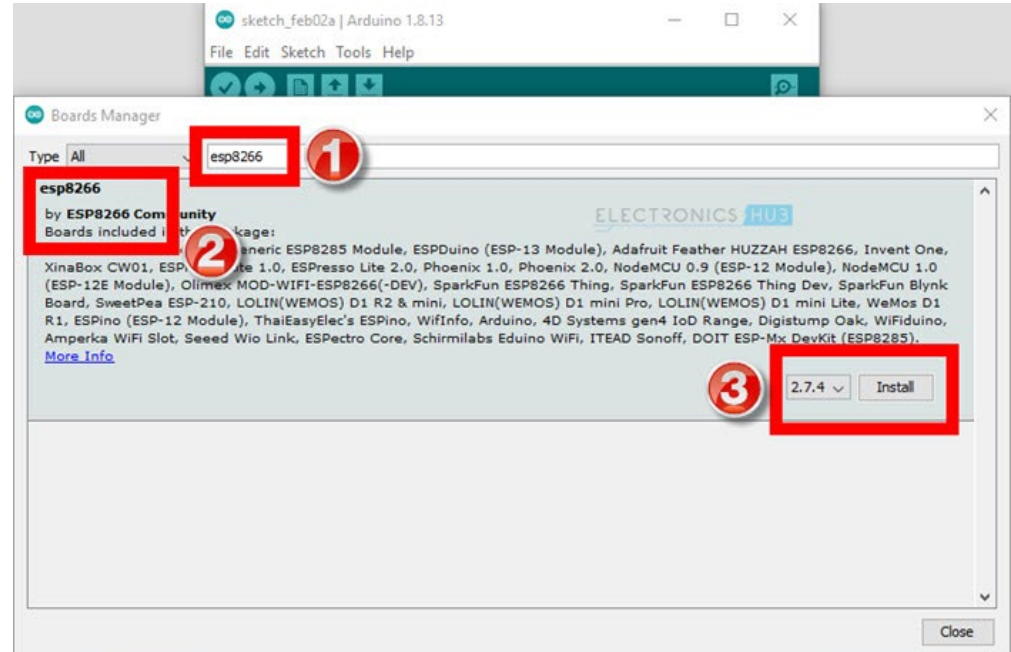 sketch_feb02a | Arduino 1.8.13
File Edit Sketch Tools Help
Boards Manager
Type All esp8266
1
esp8266
by ESP8266 Community
ELECTRONICS HUB
Boards included in kage:
2
eneric ESP8285 Module, ESPDuino (ESP-13 Module), Adafruit Feather HUZZAH ESP8266, Invent One,
XinaBox CW01, ESP te 1.0, ESPresso Lite 2.0, Phoenix 1.0, Phoenix 2.0, NodeMCU 0.9 (ESP-12 Module), NodeMCU 1.0
(ESP-12E Module), Olimex MOD-WIFI-ESP8266(-DEV), SparkFun ESP8266 Thing, SparkFun ESP8266 Thing Dev, SparkFun Blynk
Board, SweetPea ESP-210, LOLIN(WEMOS) D1 R2 & mini, LOLIN(WEMOS) D1 mini Pro, LOLIN(WEMOS) D1 mini Lite, WeMos D1
R1, ESPino (ESP-12 Module), ThaiEasyElec's ESPino, WifInfo, Arduino, 4D Systems gen4 IoD Range, Digistump Oak, WiFiduino,
Amperka WiFi Slot, Seeed Wio Link, ESPectro Core, Schirmilabs Eduino WiFi, ITEAD Sonoff, DOIT ESP-Mx DevKit (ESP8285).
More Info
3
2.7.4 Install
Close